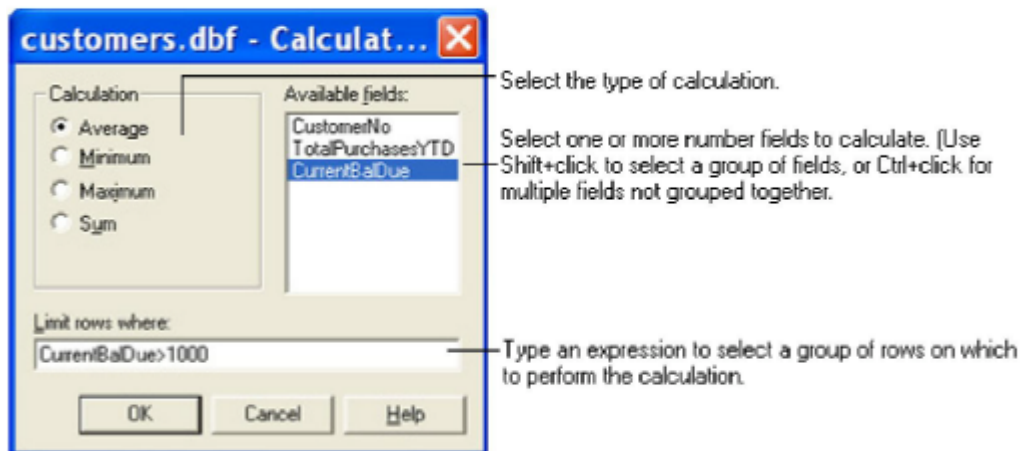 customers.dbf - Calculat...
Calculation
Average
Minimum
Maximum
Sum
Available fields:
CustomerNo
TotalPurchasesYTD
CurrentBalDue
Limit rows where:
CurrentBalDue>1000
OK
Cancel
Help
Select the type of calculation.
Select one or more number fields to calculate. (Use
Shift+click to select a group of fields, or Ctrl+click for
multiple fields not grouped together.
Type an expression to select a group of rows on which
to perform the calculation.